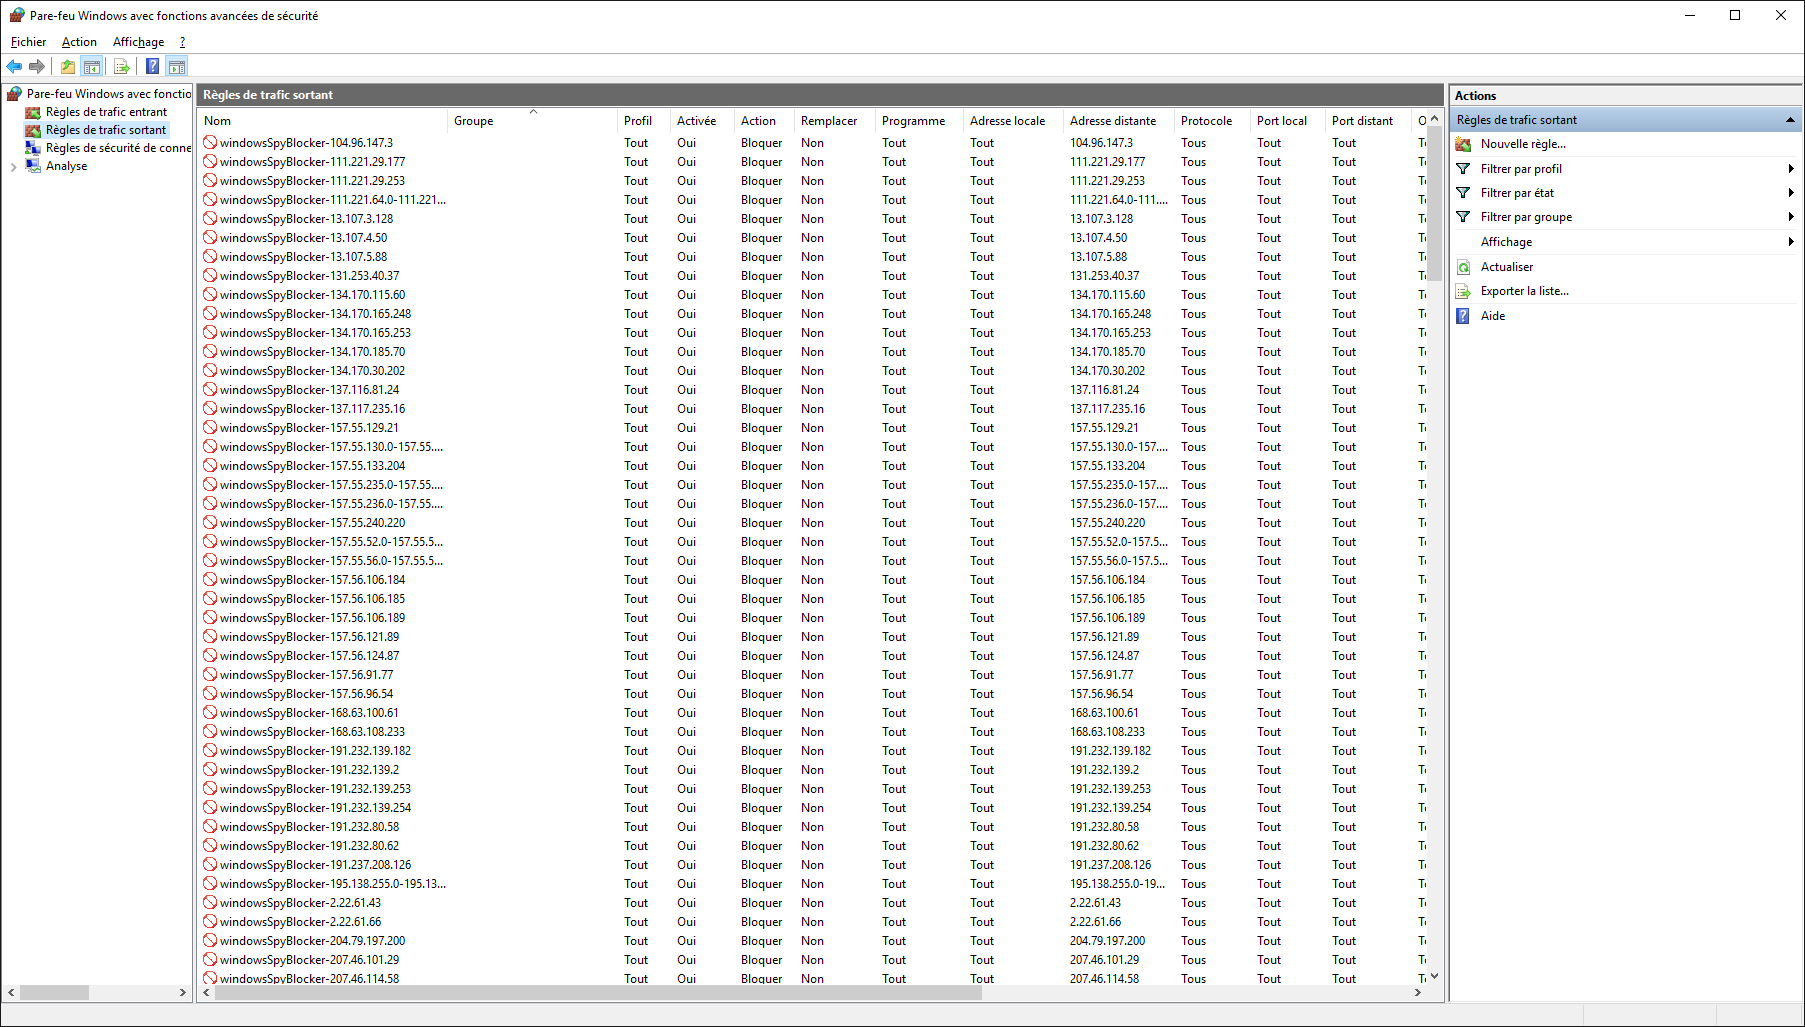 Pare-feu Windows avec fonctions avancées de sécurité
Fichier Action Affichage ?
Pare-feu Windows avec fonctio
Règles de trafic entrant
Règles de trafic sortant
Règles de sécurité de conne
Analyse
Règles de trafic sortant
Nom Groupe Profil Activée Action Remplacer Programme Adresse locale Adresse distante Protocole Port local Port distant O
windowsSpyBlocker-104.96.147.3 Tout Oui Bloquer Non Tout Tout 104.96.147.3 Tous Tout Tout
windowsSpyBlocker-111.221.29.177 Tout Oui Bloquer Non Tout Tout 111.221.29.177 Tous Tout Tout
windowsSpyBlocker-111.221.29.253 Tout Oui Bloquer Non Tout Tout 111.221.29.253 Tous Tout Tout
windowsSpyBlocker-111.221.64.0-111.221... Tout Oui Bloquer Non Tout Tout 111.221.64.0-111.... Tous Tout Tout
windowsSpyBlocker-13.107.3.128 Tout Oui Bloquer Non Tout Tout 13.107.3.128 Tous Tout Tout
windowsSpyBlocker-13.107.4.50 Tout Oui Bloquer Non Tout Tout 13.107.4.50 Tous Tout Tout
windowsSpyBlocker-13.107.5.88 Tout Oui Bloquer Non Tout Tout 13.107.5.88 Tous Tout Tout
windowsSpyBlocker-131.253.40.37 Tout Oui Bloquer Non Tout Tout 131.253.40.37 Tous Tout Tout
windowsSpyBlocker-134.170.115.60 Tout Oui Bloquer Non Tout Tout 134.170.115.60 Tous Tout Tout
windowsSpyBlocker-134.170.165.248 Tout Oui Bloquer Non Tout Tout 134.170.165.248 Tous Tout Tout
windowsSpyBlocker-134.170.165.253 Tout Oui Bloquer Non Tout Tout 134.170.165.253 Tous Tout Tout
windowsSpyBlocker-134.170.185.70 Tout Oui Bloquer Non Tout Tout 134.170.185.70 Tous Tout Tout
windowsSpyBlocker-134.170.30.202 Tout Oui Bloquer Non Tout Tout 134.170.30.202 Tous Tout Tout
windowsSpyBlocker-137.116.81.24 Tout Oui Bloquer Non Tout Tout 137.116.81.24 Tous Tout Tout
windowsSpyBlocker-137.117.235.16 Tout Oui Bloquer Non Tout Tout 137.117.235.16 Tous Tout Tout
windowsSpyBlocker-157.55.129.21 Tout Oui Bloquer Non Tout Tout 157.55.129.21 Tous Tout Tout
windowsSpyBlocker-157.55.130.0-157.55.... Tout Oui Bloquer Non Tout Tout 157.55.130.0-157.... Tous Tout Tout
windowsSpyBlocker-157.55.133.204 Tout Oui Bloquer Non Tout Tout 157.55.133.204 Tous Tout Tout
windowsSpyBlocker-157.55.235.0-157.55.... Tout Oui Bloquer Non Tout Tout 157.55.235.0-157.... Tous Tout Tout
windowsSpyBlocker-157.55.236.0-157.55.... Tout Oui Bloquer Non Tout Tout 157.55.236.0-157.... Tous Tout Tout
windowsSpyBlocker-157.55.240.220 Tout Oui Bloquer Non Tout Tout 157.55.240.220 Tous Tout Tout
windowsSpyBlocker-157.55.52.0-157.55.5... Tout Oui Bloquer Non Tout Tout 157.55.52.0-157.5... Tous Tout Tout
windowsSpyBlocker-157.55.56.0-157.55.5... Tout Oui Bloquer Non Tout Tout 157.55.56.0-157.5... Tous Tout Tout
windowsSpyBlocker-157.56.106.184 Tout Oui Bloquer Non Tout Tout 157.56.106.184 Tous Tout Tout
windowsSpyBlocker-157.56.106.185 Tout Oui Bloquer Non Tout Tout 157.56.106.185 Tous Tout Tout
windowsSpyBlocker-157.56.106.189 Tout Oui Bloquer Non Tout Tout 157.56.106.189 Tous Tout Tout
windowsSpyBlocker-157.56.121.89 Tout Oui Bloquer Non Tout Tout 157.56.121.89 Tous Tout Tout
windowsSpyBlocker-157.56.124.87 Tout Oui Bloquer Non Tout Tout 157.56.124.87 Tous Tout Tout
windowsSpyBlocker-157.56.91.77 Tout Oui Bloquer Non Tout Tout 157.56.91.77 Tous Tout Tout
windowsSpyBlocker-157.56.96.54 Tout Oui Bloquer Non Tout Tout 157.56.96.54 Tous Tout Tout
windowsSpyBlocker-168.63.100.61 Tout Oui Bloquer Non Tout Tout 168.63.100.61 Tous Tout Tout
windowsSpyBlocker-168.63.108.233 Tout Oui Bloquer Non Tout Tout 168.63.108.233 Tous Tout Tout
windowsSpyBlocker-191.232.139.182 Tout Oui Bloquer Non Tout Tout 191.232.139.182 Tous Tout Tout
windowsSpyBlocker-191.232.139.2 Tout Oui Bloquer Non Tout Tout 191.232.139.2 Tous Tout Tout
windowsSpyBlocker-191.232.139.253 Tout Oui Bloquer Non Tout Tout 191.232.139.253 Tous Tout Tout
windowsSpyBlocker-191.232.139.254 Tout Oui Bloquer Non Tout Tout 191.232.139.254 Tous Tout Tout
windowsSpyBlocker-191.232.80.58 Tout Oui Bloquer Non Tout Tout 191.232.80.58 Tous Tout Tout
windowsSpyBlocker-191.232.80.62 Tout Oui Bloquer Non Tout Tout 191.232.80.62 Tous Tout Tout
windowsSpyBlocker-191.237.208.126 Tout Oui Bloquer Non Tout Tout 191.237.208.126 Tous Tout Tout
windowsSpyBlocker-195.138.255.0-195.13... Tout Oui Bloquer Non Tout Tout 195.138.255.0-19... Tous Tout Tout
windowsSpyBlocker-2.22.61.43 Tout Oui Bloquer Non Tout Tout 2.22.61.43 Tous Tout Tout
windowsSpyBlocker-2.22.61.66 Tout Oui Bloquer Non Tout Tout 2.22.61.66 Tous Tout Tout
windowsSpyBlocker-204.79.197.200 Tout Oui Bloquer Non Tout Tout 204.79.197.200 Tous Tout Tout
windowsSpyBlocker-207.46.101.29 Tout Oui Bloquer Non Tout Tout 207.46.101.29 Tous Tout Tout
windowsSpyBlocker-207.46.114.58 Tout Oui Bloquer Non Tout Tout 207.46.114.58 Tous Tout Tout
Actions
Règles de trafic sortant
Nouvelle règle...
Filtrer par profil
Filtrer par état
Filtrer par groupe
Affichage
Actualiser
Exporter la liste...
Aide